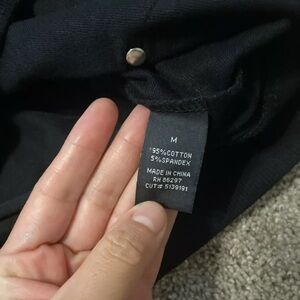 M
95%COTTON
5%SPANDEX
MADE IN CHINA
RN 86297
CUT# 5139191